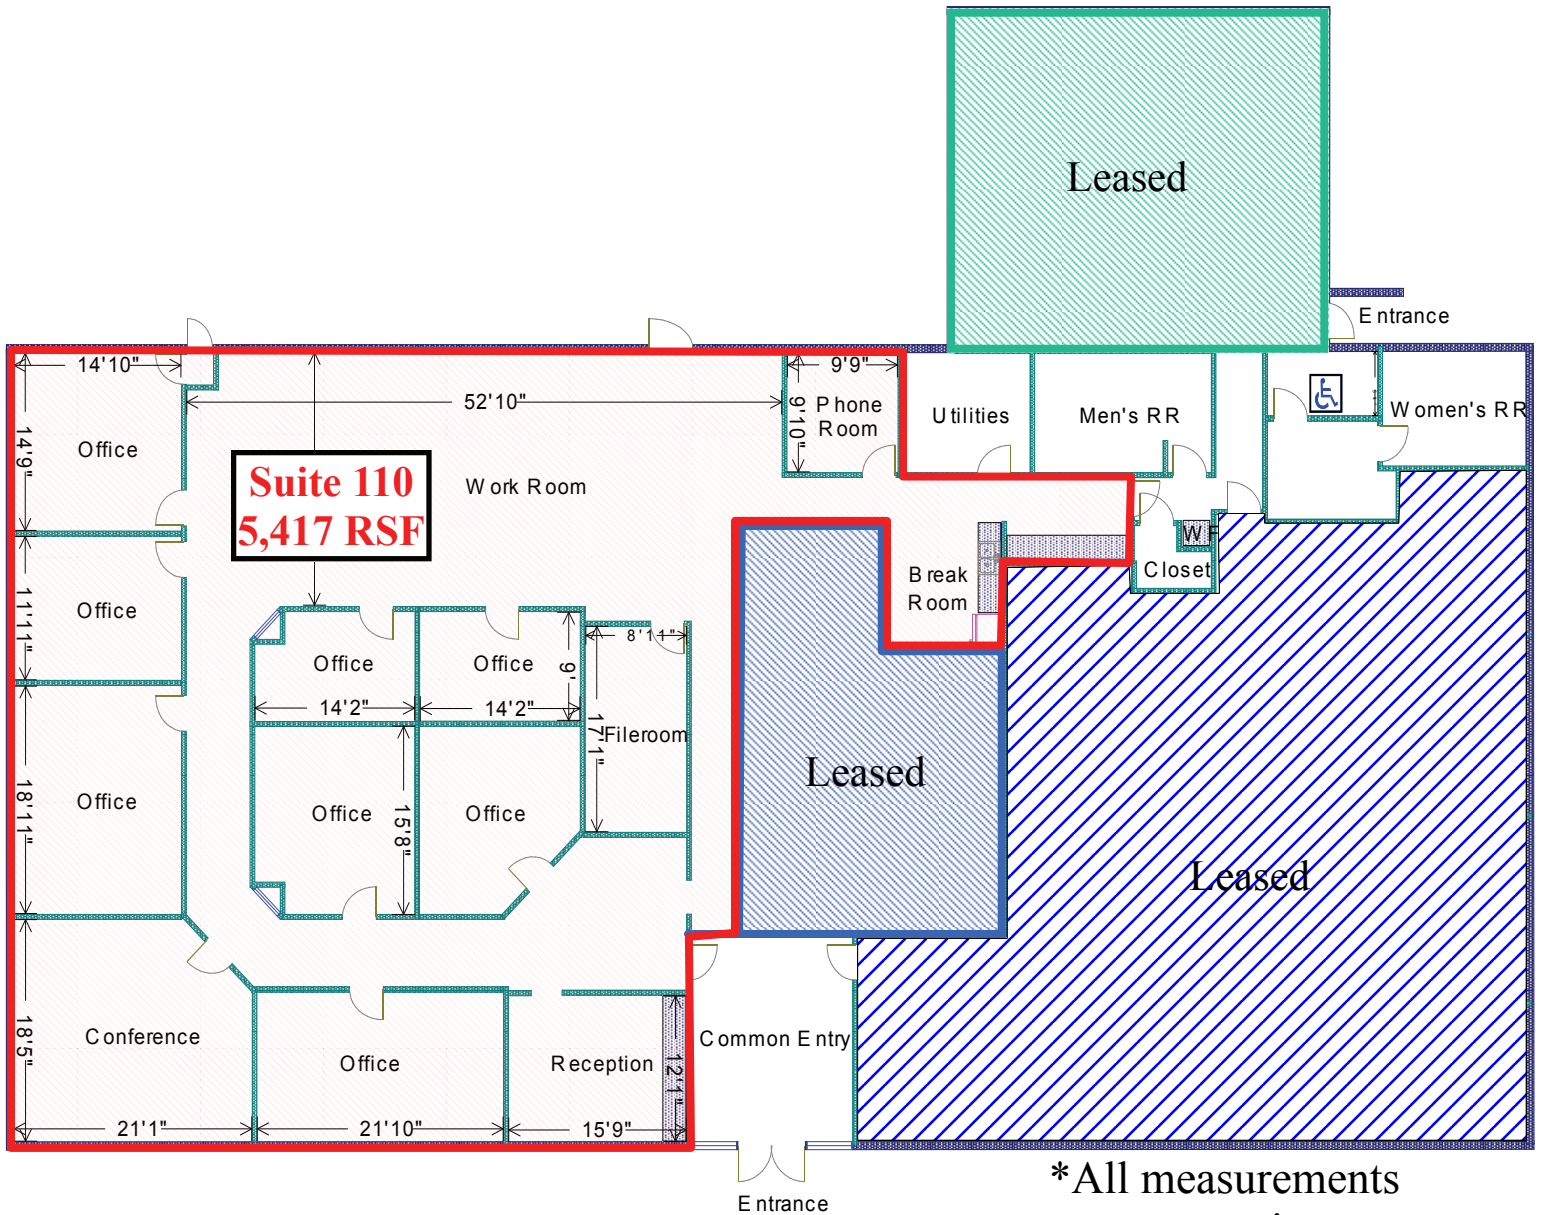 Leased
Entrance
14'10"
9'9"
52'10"
Phone
Room
9'10"
Utilities
Men's RR
Women's RR
Office
14'9"
Suite 110
5,417 RSF
Work Room
WF
Closet
Break
Room
Office
11'11"
8'11"
Office
Office
9'
14'2"
14'2"
17'1"
Fileroom
Leased
Office
18'11"
Office
15'8"
Office
Leased
Conference
18'5"
Office
Reception
12'1"
Common Entry
21'1"
21'10"
15'9"
Entrance
*All measurements